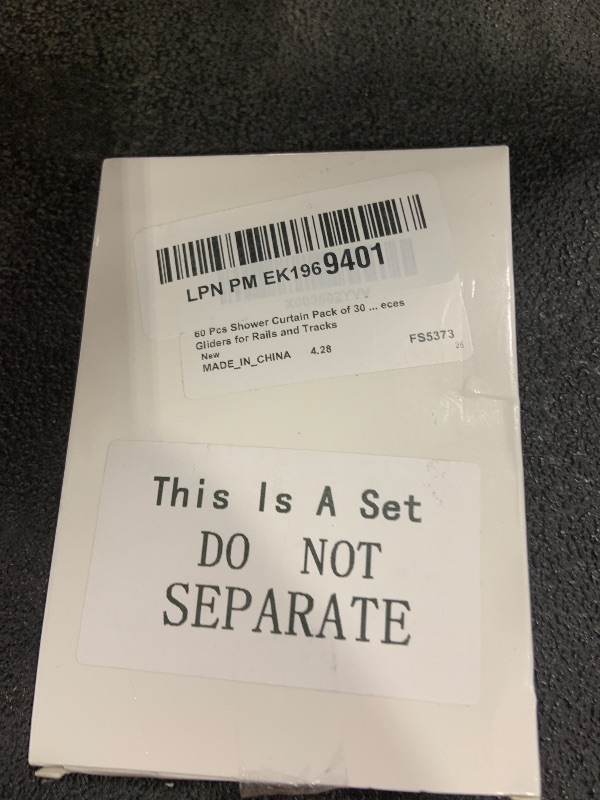 LPN PM EK1969401
60 Pcs Shower Curtain Pack of 30 ... eces
Gliders for Rails and Tracks
New
MADE_IN_CHINA 4.28 FS5373
26
This Is A Set
DO NOT
SEPARATE